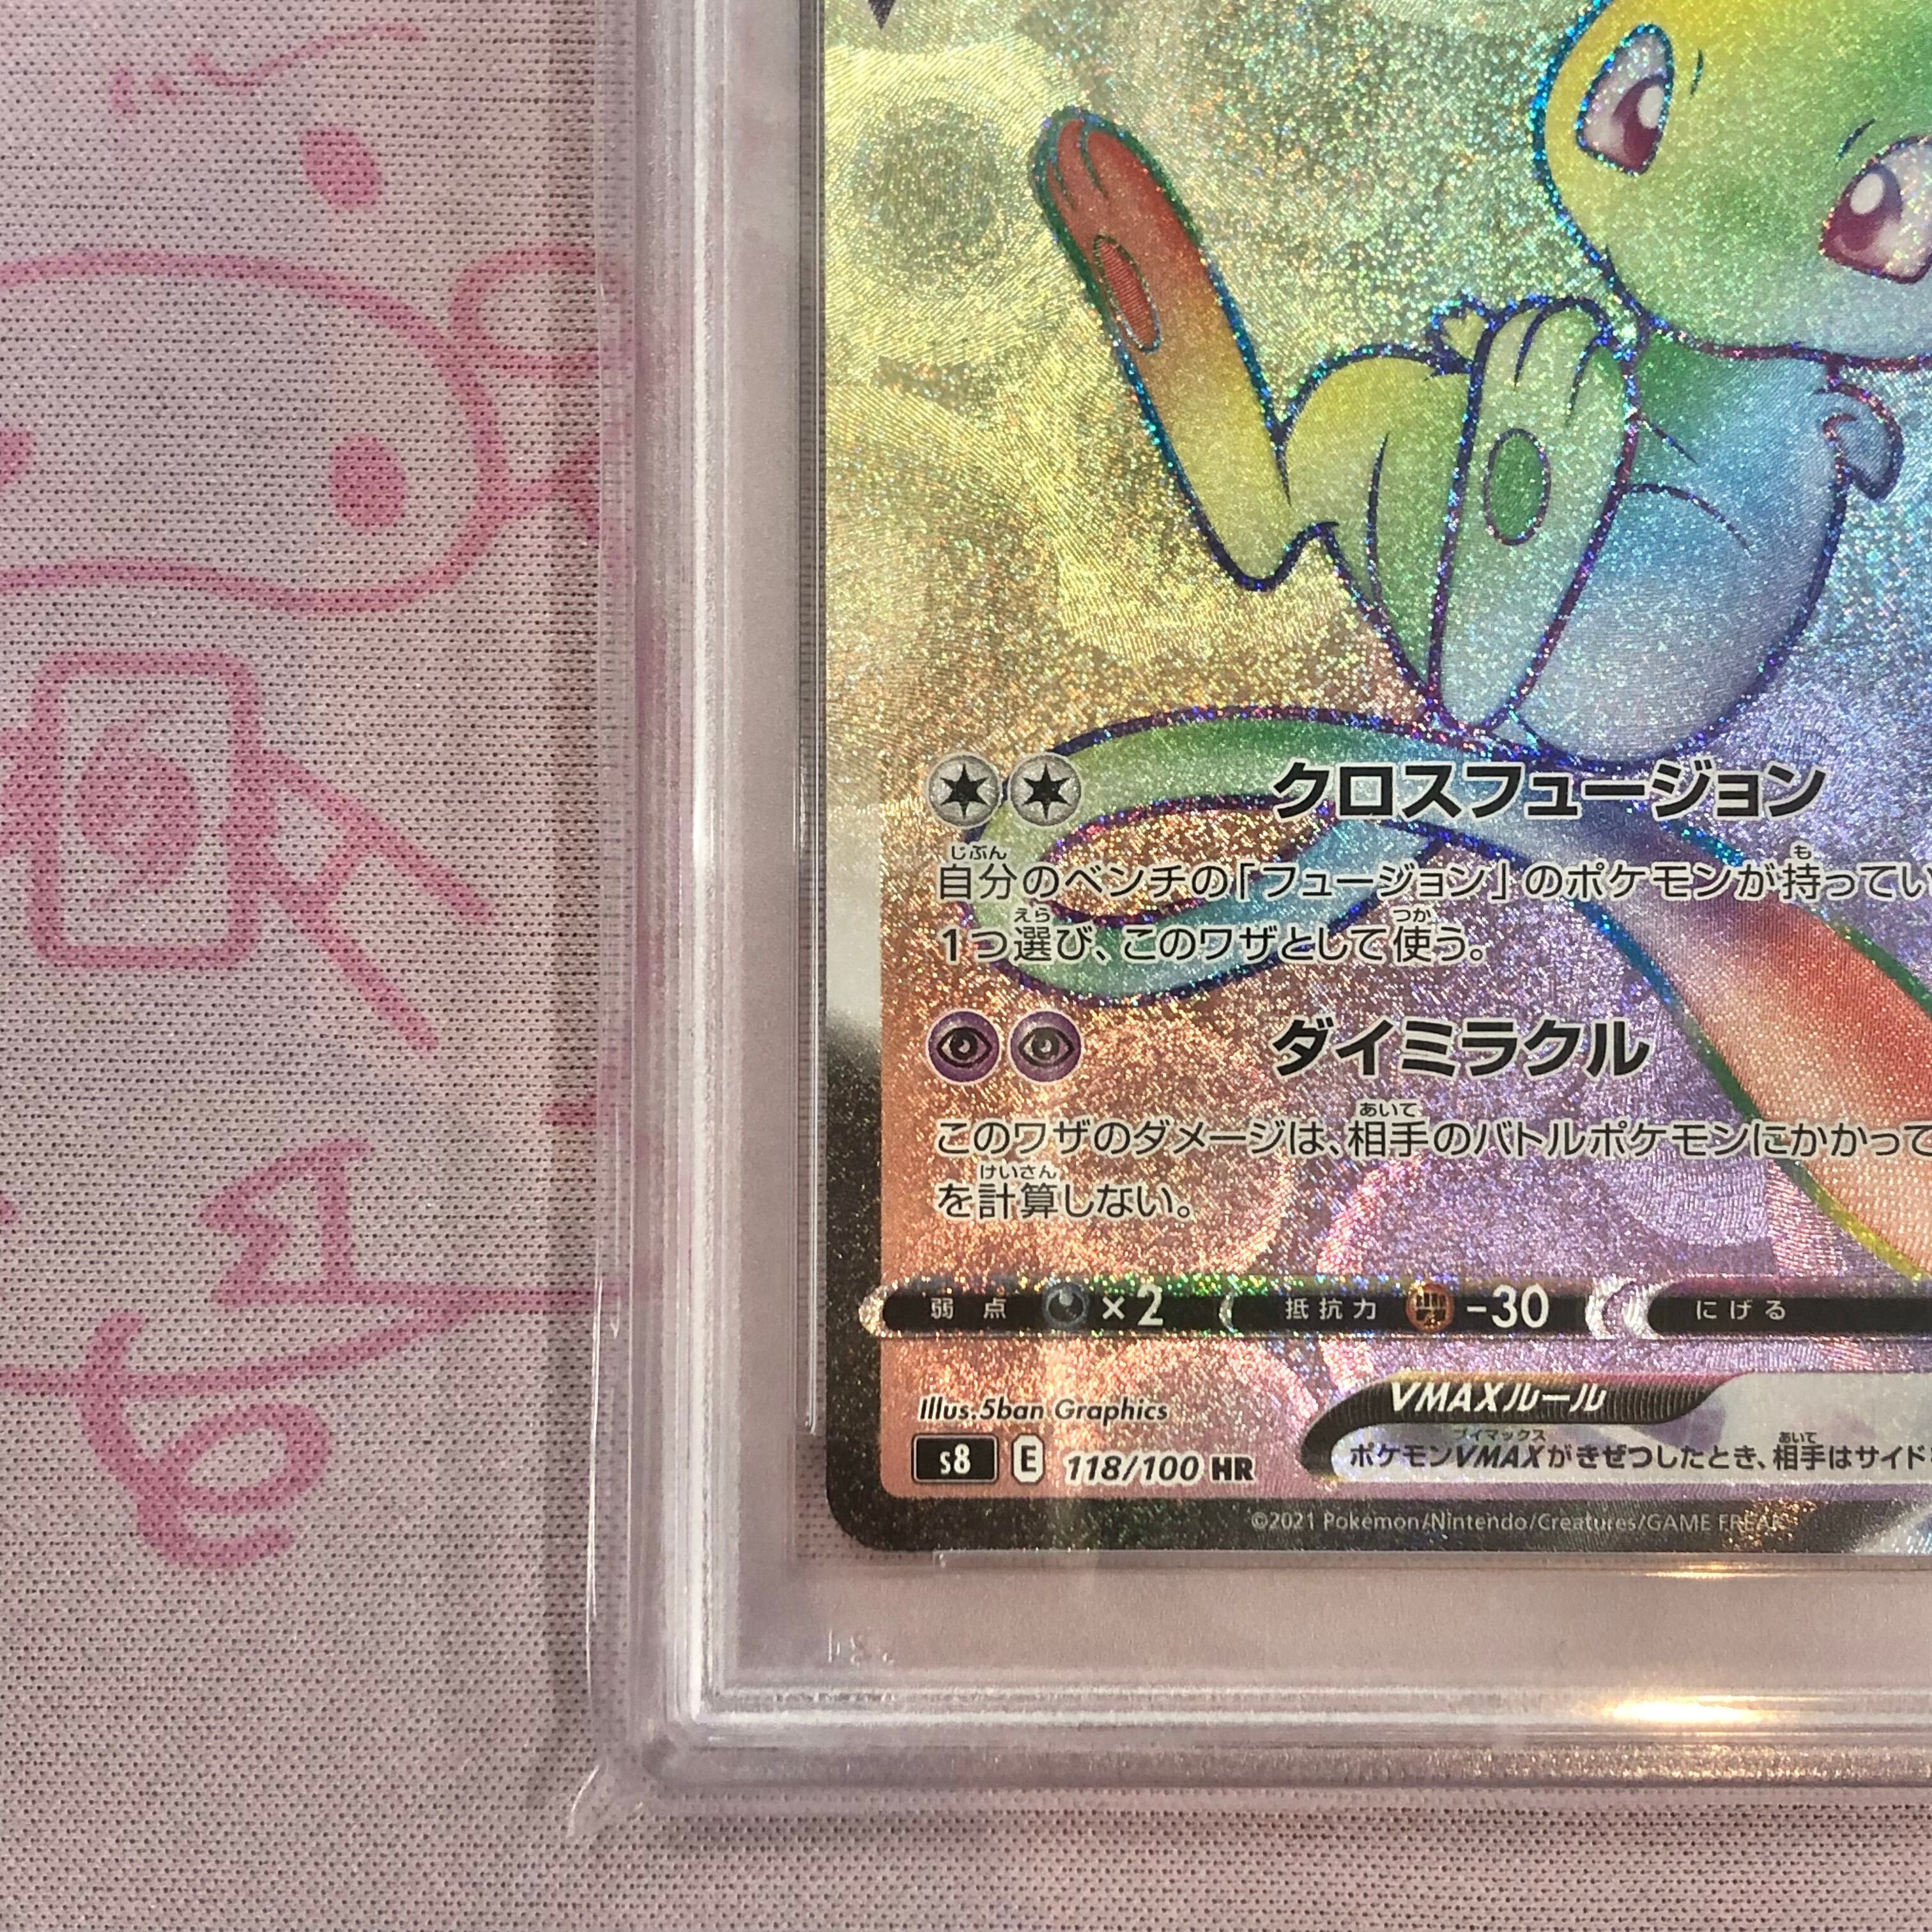 クロスフュージョン
じぶん も
自分のベンチの「フュージョン」のポケモンが持ってい
えら つか
1つ選び、このワザとして使う。
ダイミラクル
あいて
このワザのダメージは、相手のバトルポケモンにかかって
けいさん
を計算しない。
弱点 ×2 抵抗力 -30 にげる
Illus.5ban Graphics
VMAXルール
s8 E 118/100 HR
ブイマックス あいて
ポケモンVMAXがきぜつしたとき、相手はサイド
©2021 Pokémon/Nintendo/Creatures/GAME FREAK